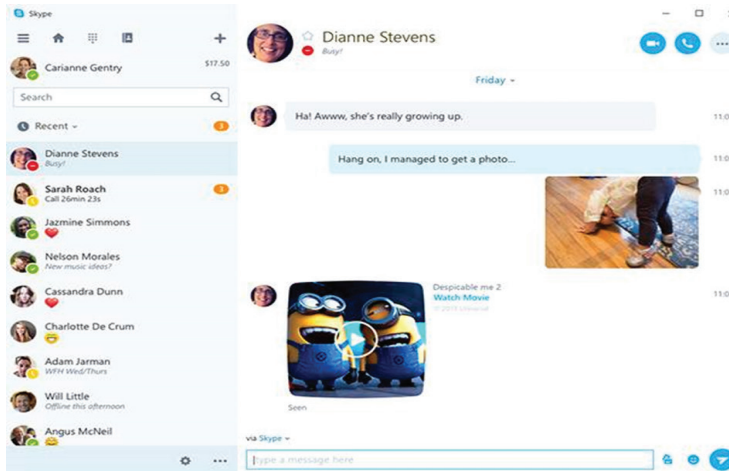 Skype
Carianne Gentry
$17.50
Search
Recent
3
Dianne Stevens
Busy!
Sarah Roach
Call 26min 23s
3
Jazmine Simmons
Nelson Morales
New music ideas?
Cassandra Dunn
Charlotte De Crum
Adam Jarman
WFH Wed/Thurs
Will Little
Offline this afternoon
Angus McNeil
Dianne Stevens
Busy!
Friday
Ha! Awww, she's really growing up.
Hang on, I managed to get a photo...
Despicable me 2
Watch Movie
Universal
Seen
via Skype
type a message here